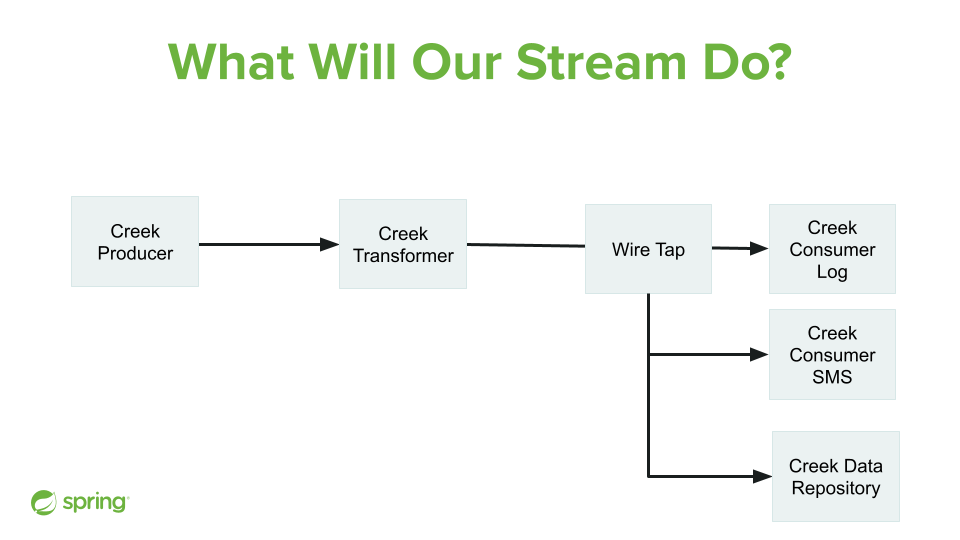 What Will Our Stream Do?
Creek
Producer
Creek
Transformer
Wire Tap
Creek
Consumer
Log
Creek
Consumer
SMS
Creek Data
Repository
spring